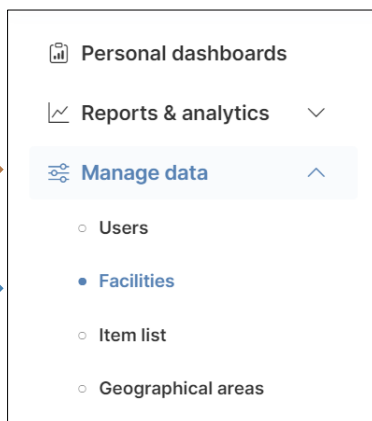 Personal dashboards
Reports & analytics
Manage data
Users
Facilities
Item list
Geographical areas